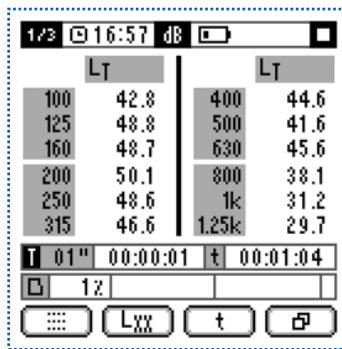 1/3 16:57 dB
LT LT
100 42.8 400 44.6
125 48.8 500 41.6
160 48.7 630 45.6
200 50.1 800 38.1
250 48.6 1k 31.2
315 46.6 1.25k 29.7
T 01" 00:00:01 t 00:01:04
1%
LXX t